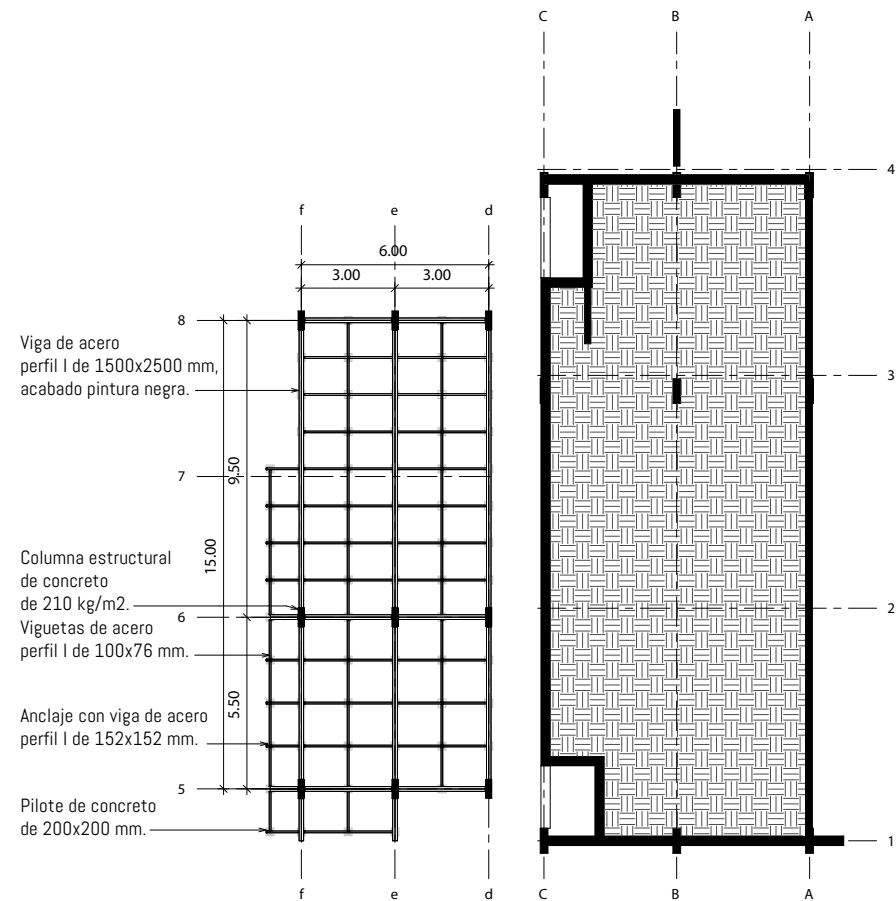 C
B
A
4
f
e
d
6.00
3.00
3.00
8
Viga de acero
perfil I de 1500x2500 mm,
acabado pintura negra.
3
7
9.50
15.00
Columna estructural
de concreto
de 210 kg/m2.
6
2
Viguetas de acero
perfil I de 100x76 mm.
5.50
Anclaje con viga de acero
perfil I de 152x152 mm.
5
Pilote de concreto
de 200x200 mm.
1
f
e
d
C
B
A